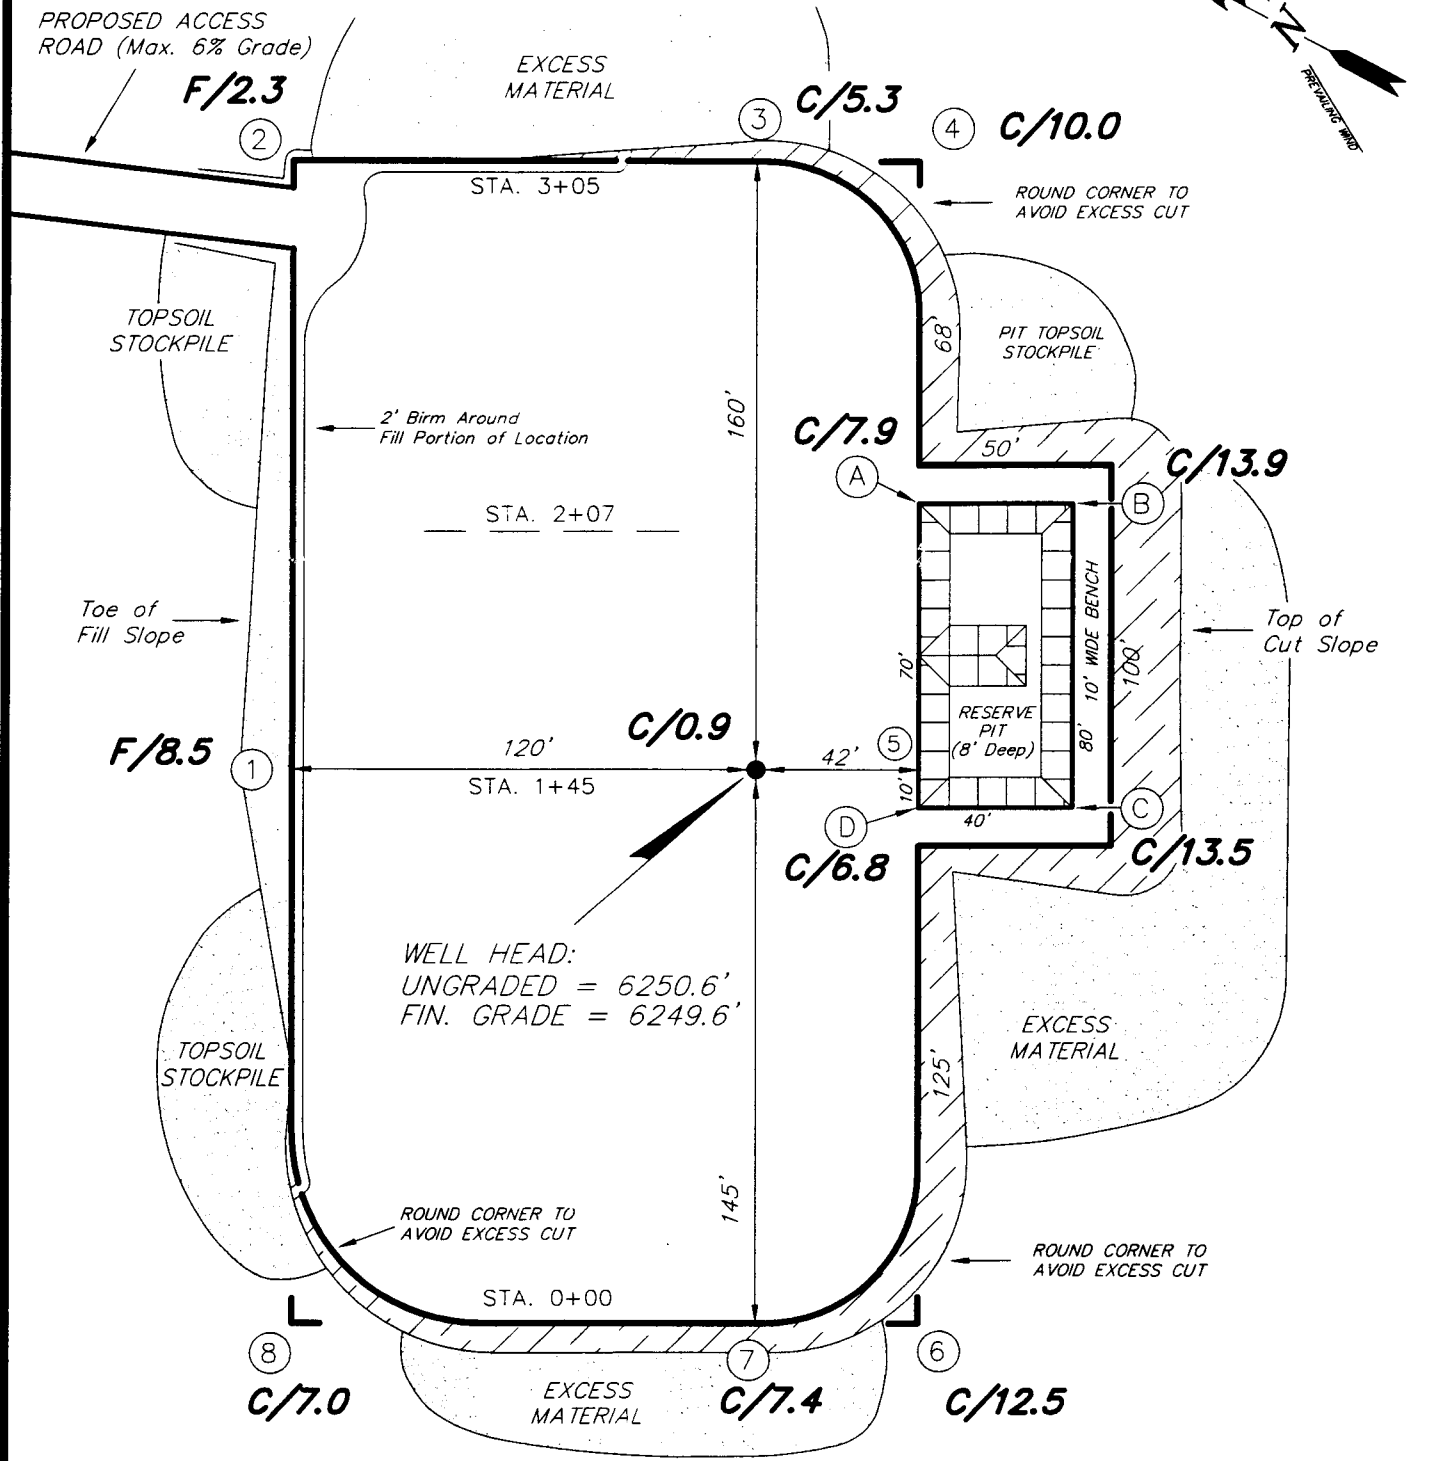 PROPOSED ACCESS
ROAD (Max. 6% Grade)
F/2.3
2
EXCESS
MATERIAL
3
C/5.3
4
C/10.0
N
PREVAILING WIND
STA. 3+05
ROUND CORNER TO
AVOID EXCESS CUT
TOPSOIL
STOCKPILE
68'
PIT TOPSOIL
STOCKPILE
2' Birm Around
Fill Portion of Location
160'
C/7.9
A
50'
C/13.9
B
STA. 2+07
Toe of
Fill Slope
70'
10' WIDE BENCH
100'
Top of
Cut Slope
RESERVE
PIT
(8' Deep)
80'
F/8.5
1
120'
STA. 1+45
C/0.9
42'
5
10'
40'
D
C/6.8
C
C/13.5
WELL HEAD:
UNGRADED = 6250.6'
FIN. GRADE = 6249.6'
TOPSOIL
STOCKPILE
EXCESS
MATERIAL
125'
145'
ROUND CORNER TO
AVOID EXCESS CUT
ROUND CORNER TO
AVOID EXCESS CUT
STA. 0+00
8
C/7.0
EXCESS
MATERIAL
7
C/7.4
6
C/12.5